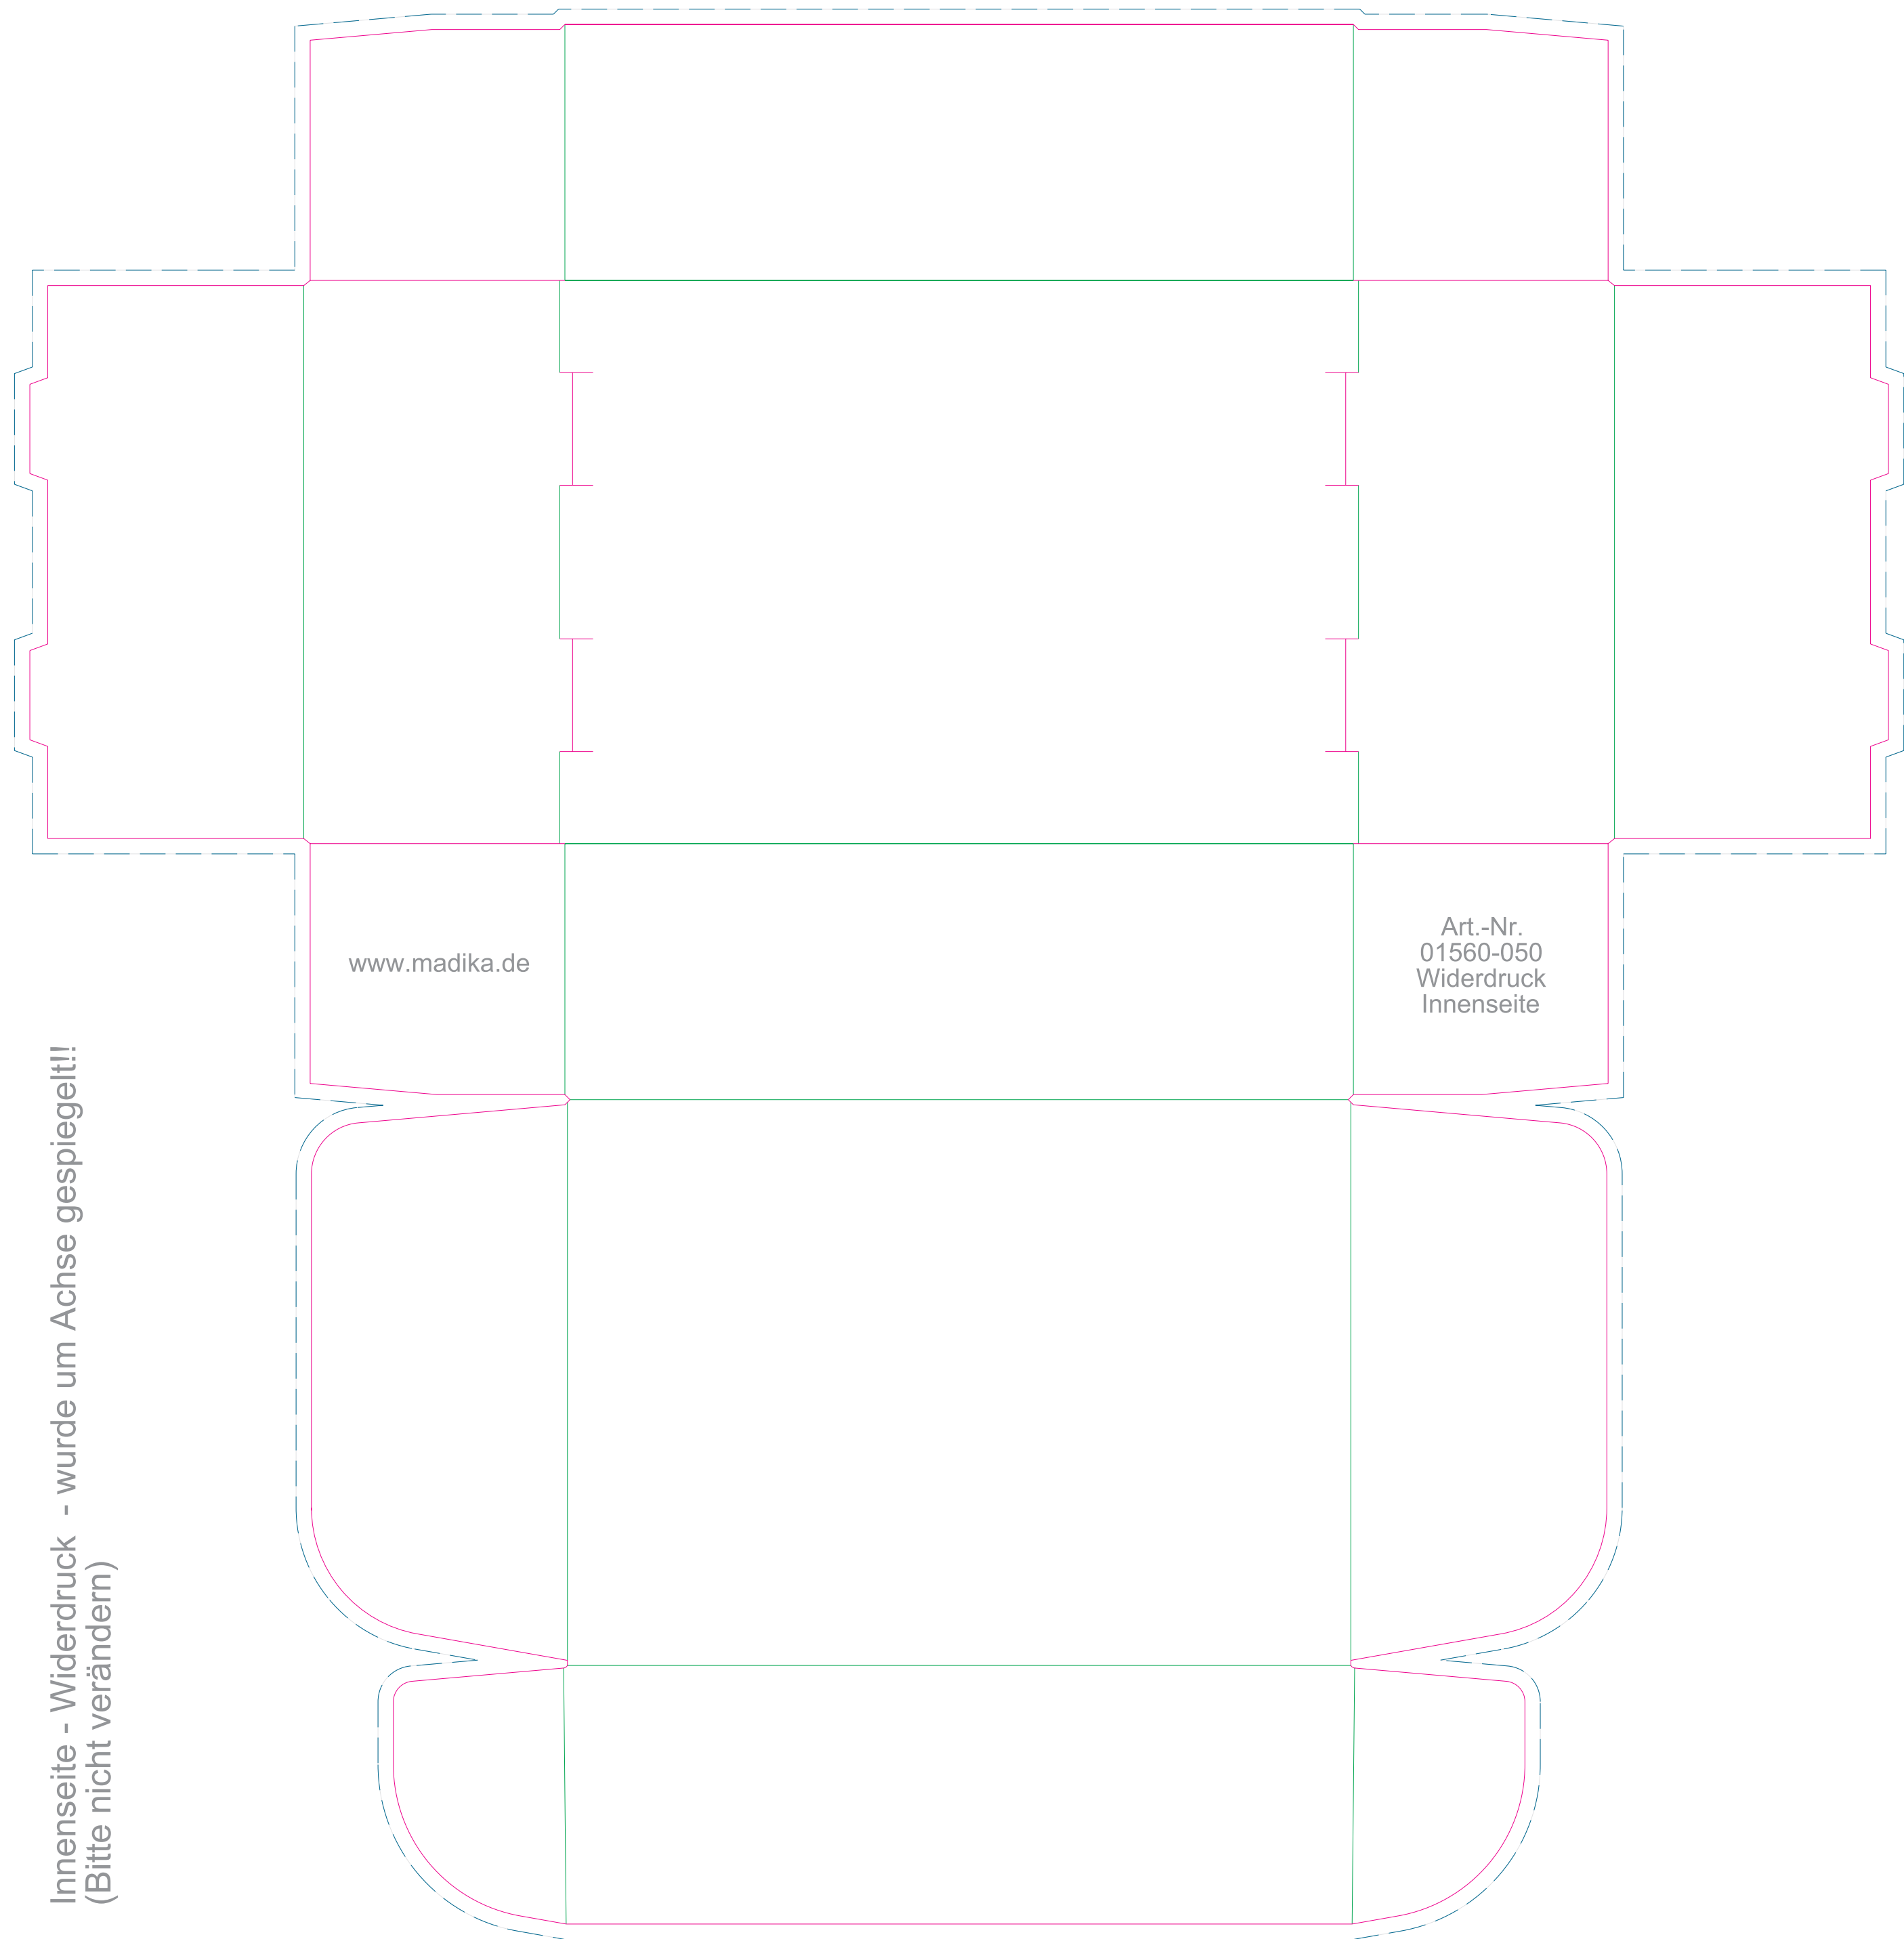 www.madika.de
Art.-Nr.
01560-050
Widerdruck
Innenseite
Innenseite - Widerdruck - wurde um Achse gespiegelt!!
(Bitte nicht verändern)